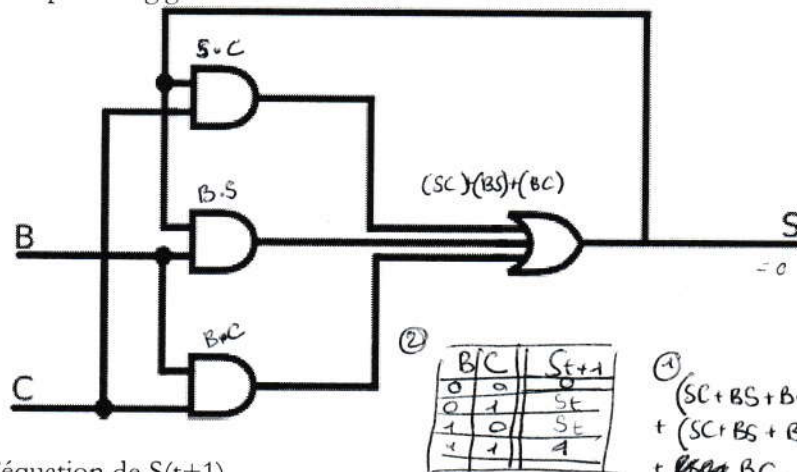 S.C
B.S
(SC)+(BS)+(BC)
B
S
= 0
B.C
C
②
B C St+1
0 0 0
0 1 St
1 0 St
1 1 1
①
(SC+BS+B
+ (SC+BS+B
+ BC
équation de S(t+1)